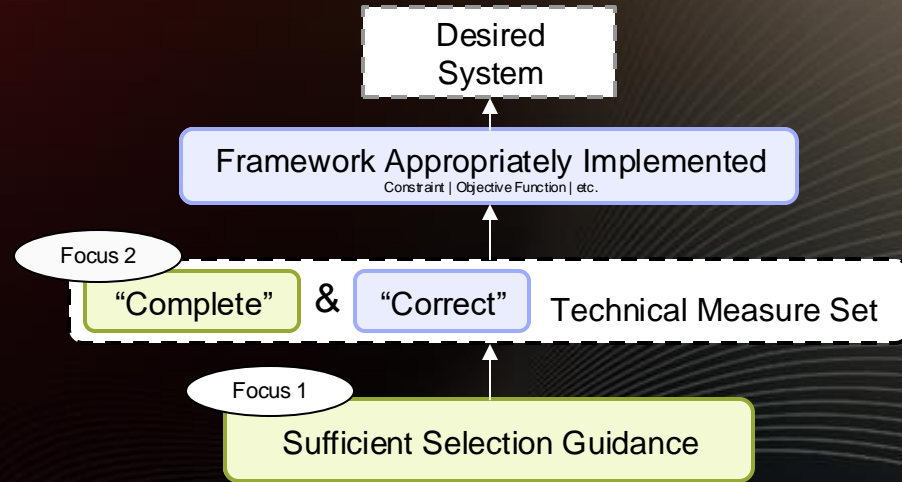 Desired
System
Framework Appropriately Implemented
Constraint | Objective Function | etc.
Focus 2
“Complete” & “Correct” Technical Measure Set
Focus 1
Sufficient Selection Guidance